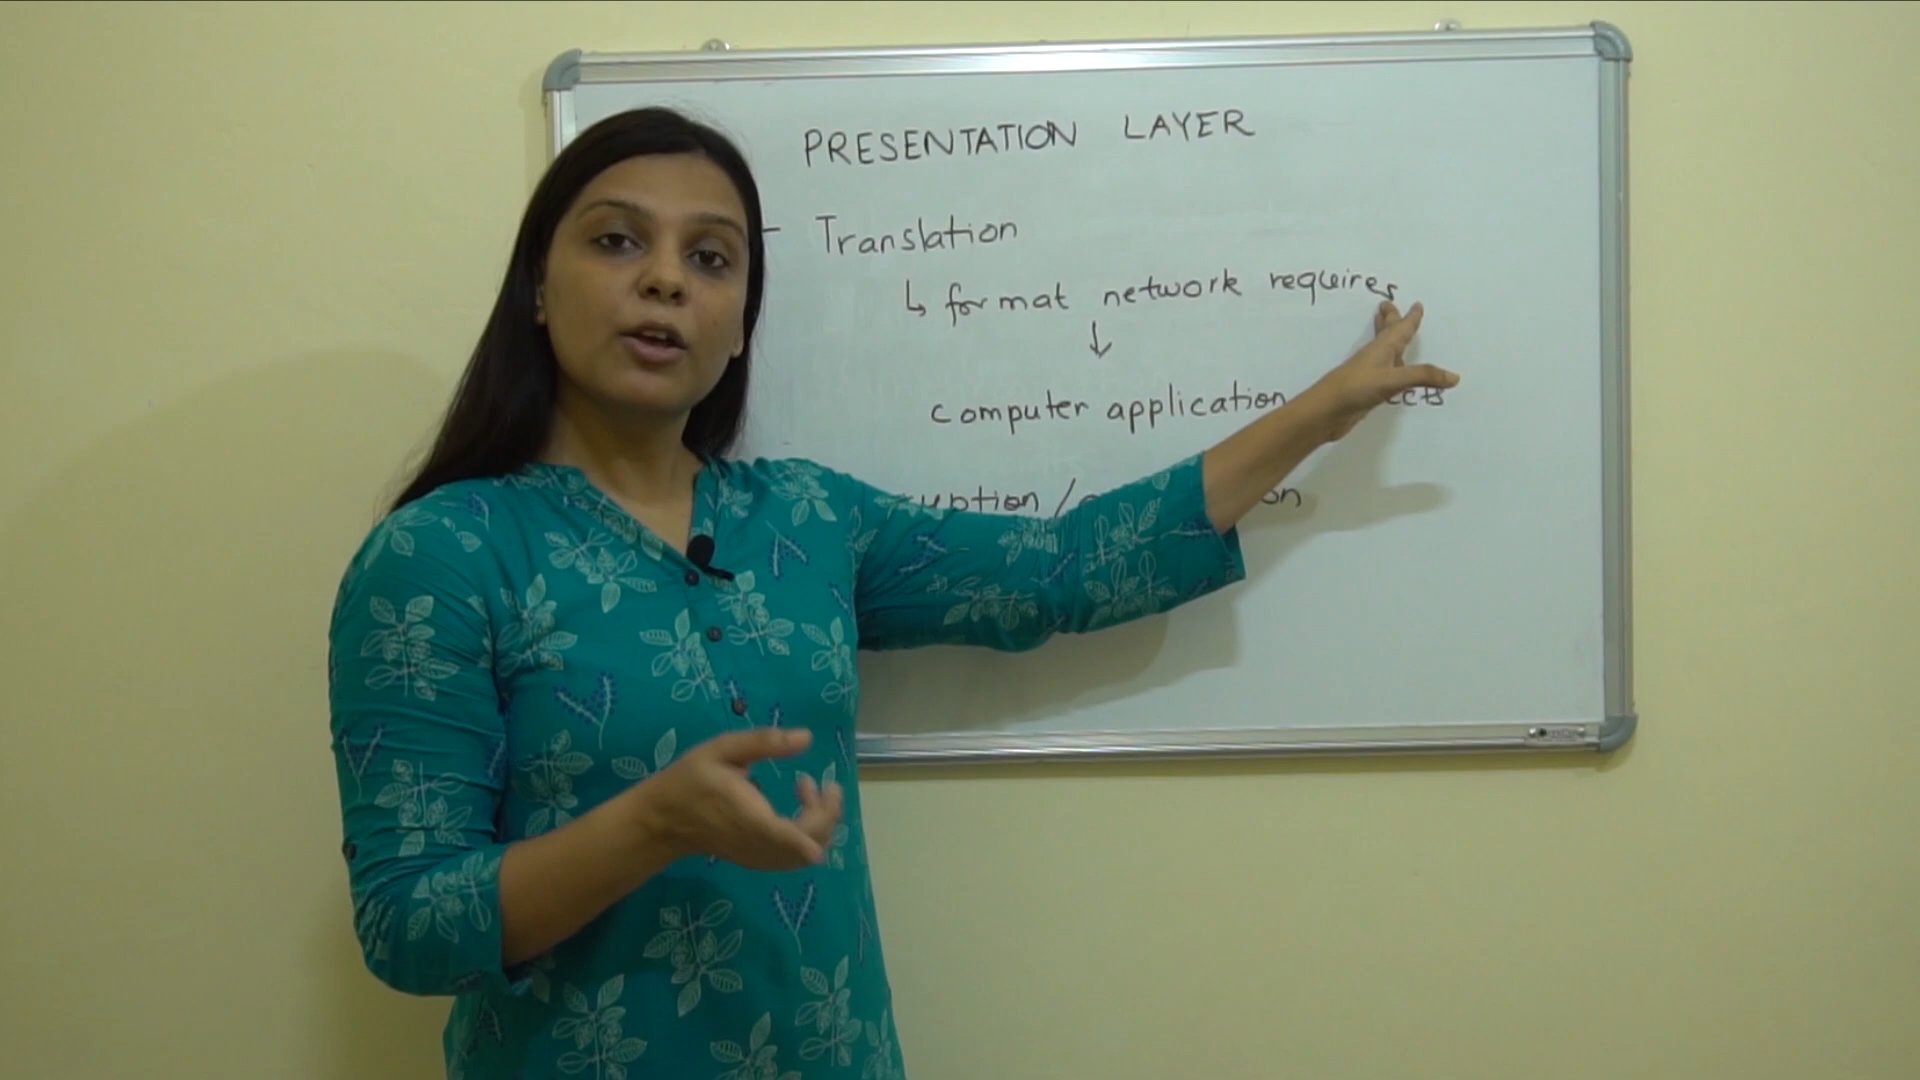 PRESENTATION LAYER
- Translation
↳ format network requires
↓
computer application